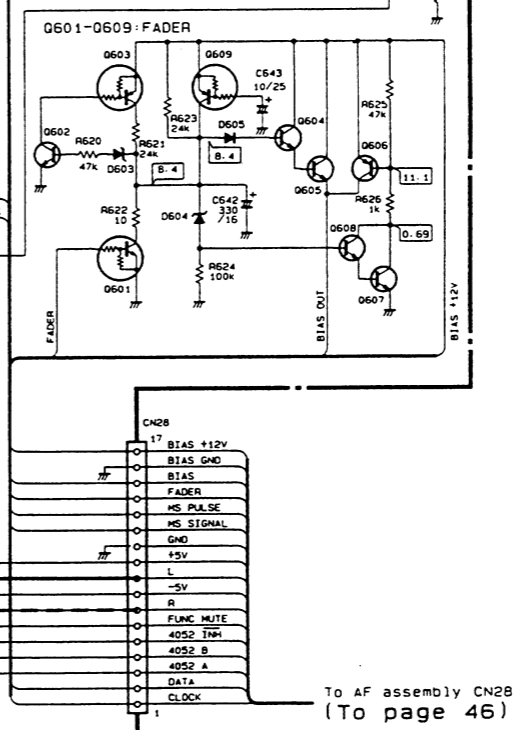 Q601-Q609:FADER
Q603
Q609
C643
10/25
R623
24k
D605
Q604
R625
47k
Q602
R620
47k
D603
R621
24k
8.4
8.4
Q606
Q605
11.1
R622
10
D604
C642
330
/16
R626
1k
Q608
0.69
Q601
R624
100k
Q607
FADER
BIAS OUT
BIAS +12V
CN28
17
BIAS +12V
BIAS GND
BIAS
FADER
MS PULSE
MS SIGNAL
GND
+5V
L
-5V
R
FUNC MUTE
4052 INH
4052 B
4052 A
DATA
CLOCK
1
To AF assembly CN28
(To page 46)